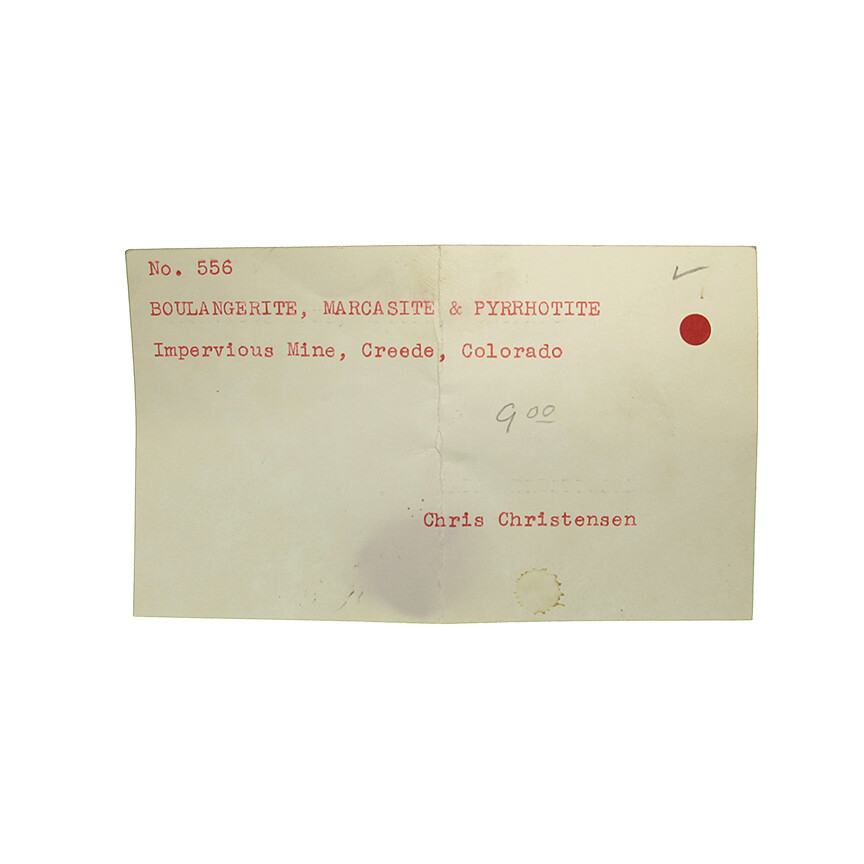 No. 556
BOULANGERITE, MARCASITE & PYRRHOTITE
Impervious Mine, Creede, Colorado
9 00
Chris Christensen